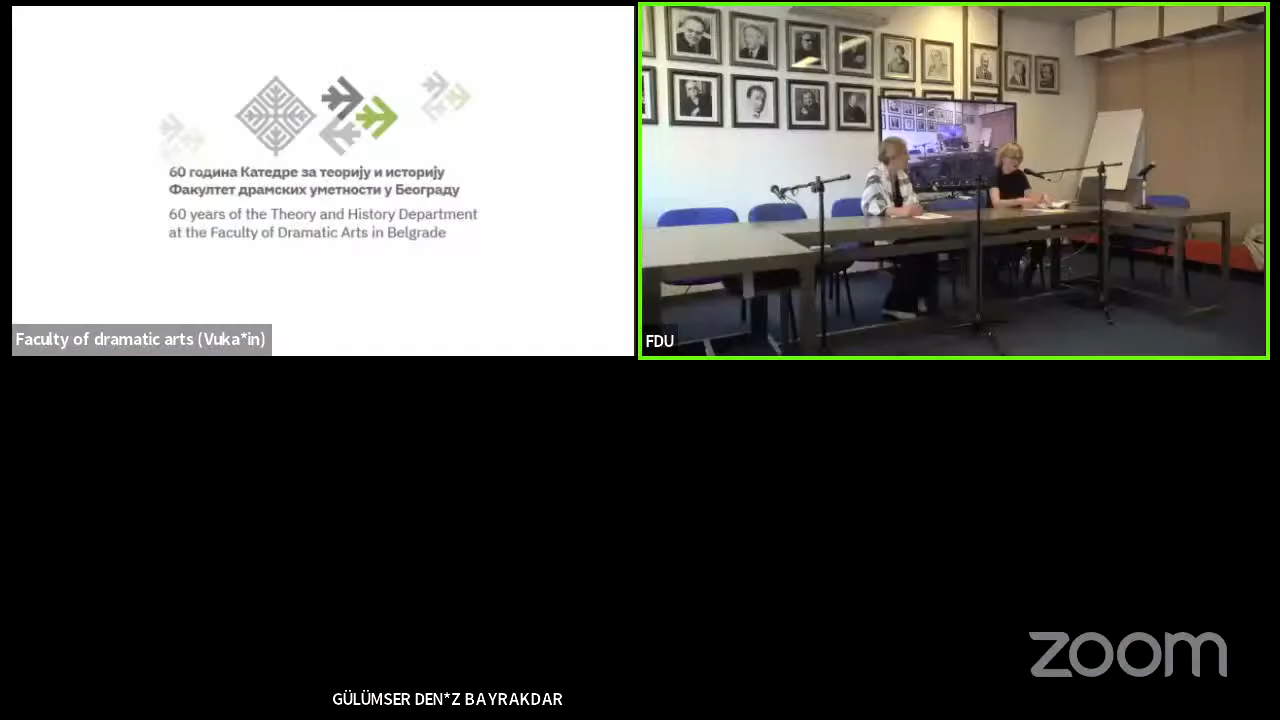 60 година Катедре за теорију и историју
Факултет драмских уметности у Београду
60 years of the Theory and History Department
at the Faculty of Dramatic Arts in Belgrade
Faculty of dramatic arts (Vuka*in)
FDU
zoom
GÜLÜMSER DEN*Z BAYRAKDAR